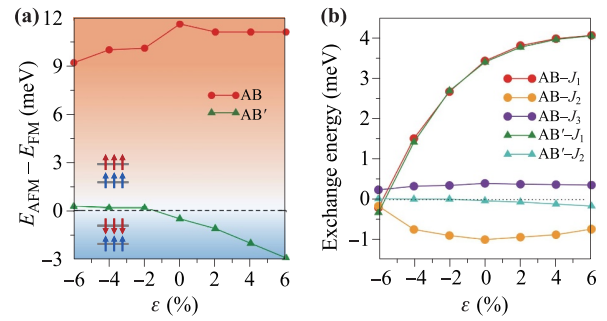 (a)
12
9
6
3
0
−3
E_AFM − E_FM (meV)
AB
AB′
−6 −4 −2 0 2 4 6
ε (%)
(b)
4
3
2
1
0
−1
Exchange energy (meV)
AB–J₁
AB–J₂
AB–J₃
AB′–J₁
AB′–J₂
−6 −4 −2 0 2 4 6
ε (%)